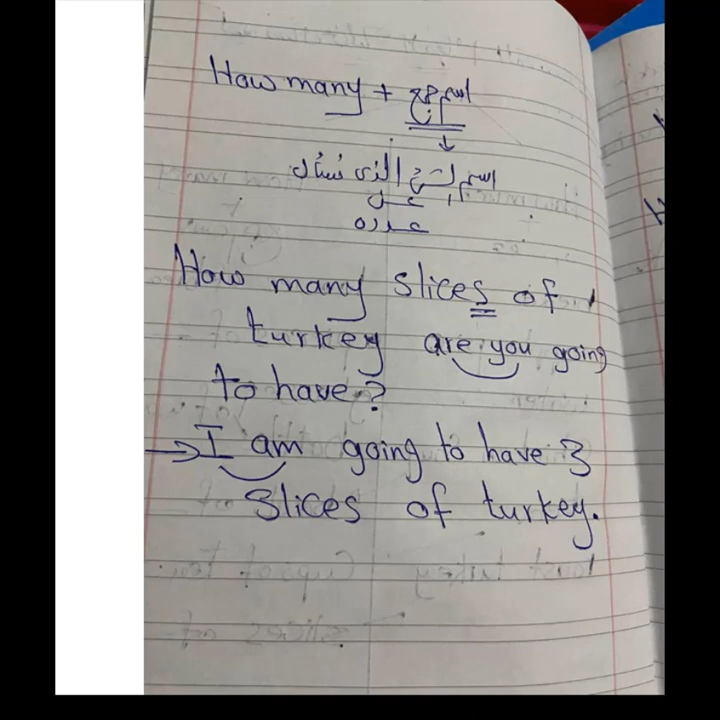 How many + اسم جمع
↓
اسم الشئ الذى نسأل
عن
عدده
How many slices of
turkey are you going
to have?
→ I am going to have 3
slices of turkey.